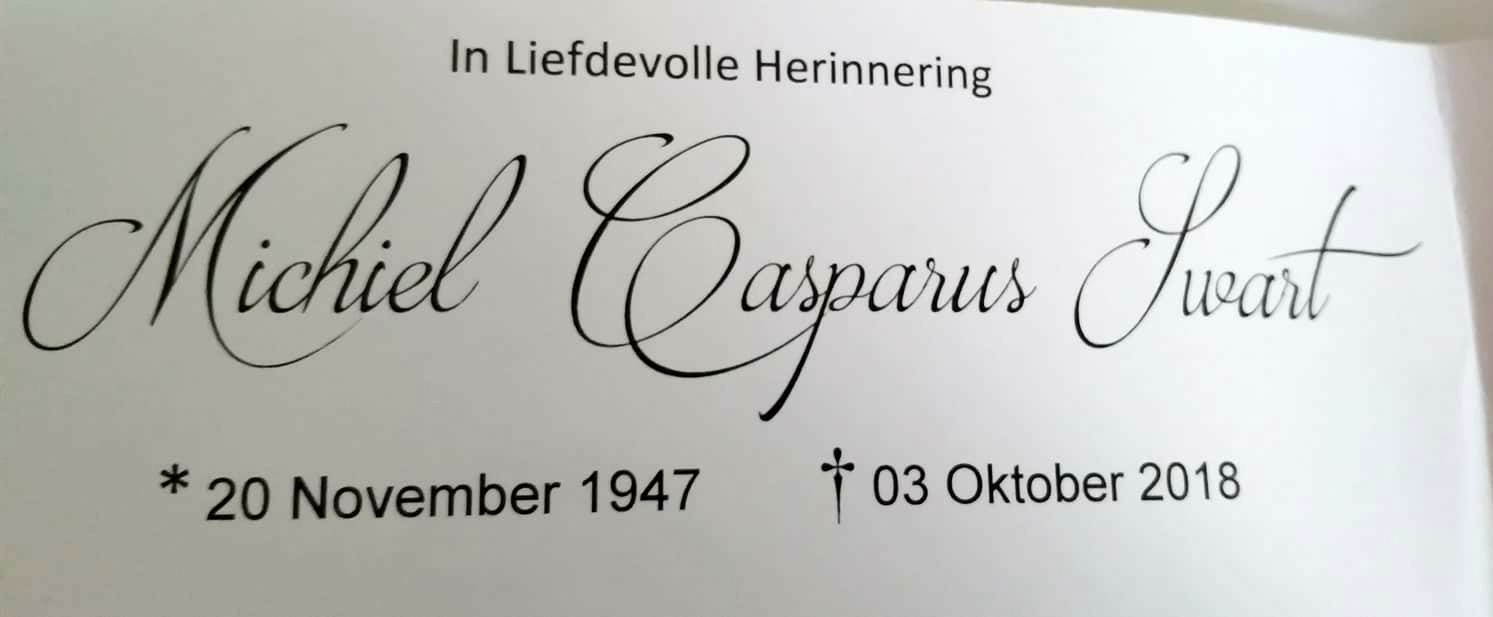 In Liefdevolle Herinnering
Michiel Casparus Swart
* 20 November 1947 † 03 Oktober 2018